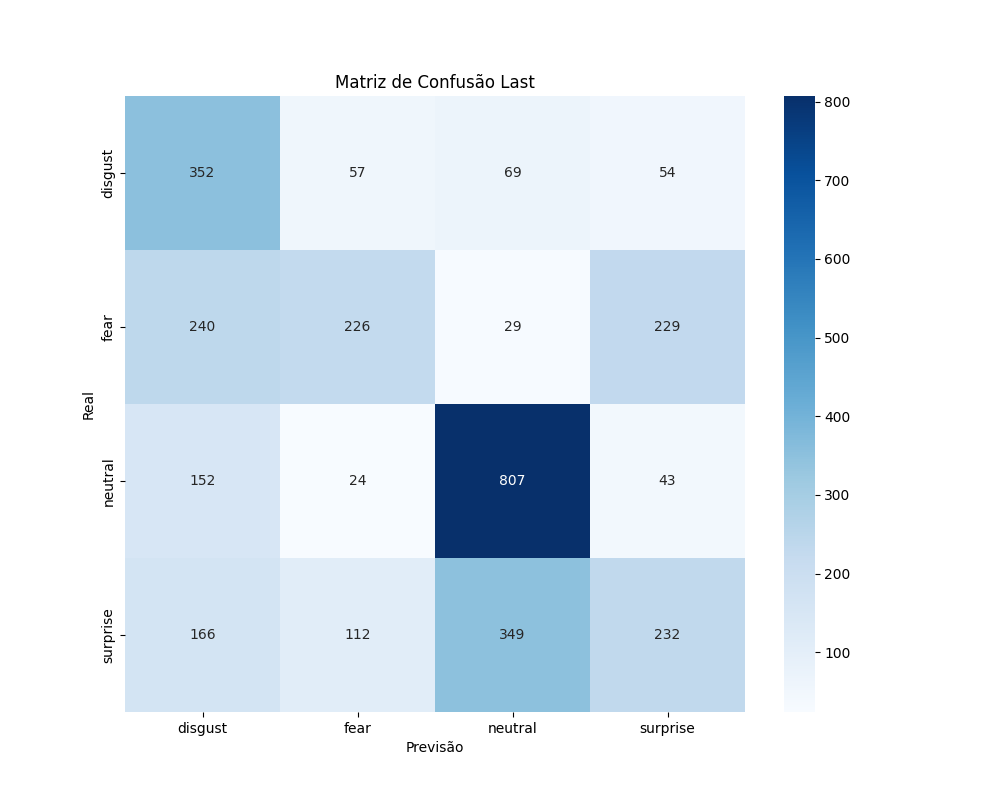 Matriz de Confusão Last
disgust 352 57 69 54
fear 240 226 29 229
neutral 152 24 807 43
surprise 166 112 349 232
disgust fear neutral surprise
Previsão
Real
800
700
600
500
400
300
200
100